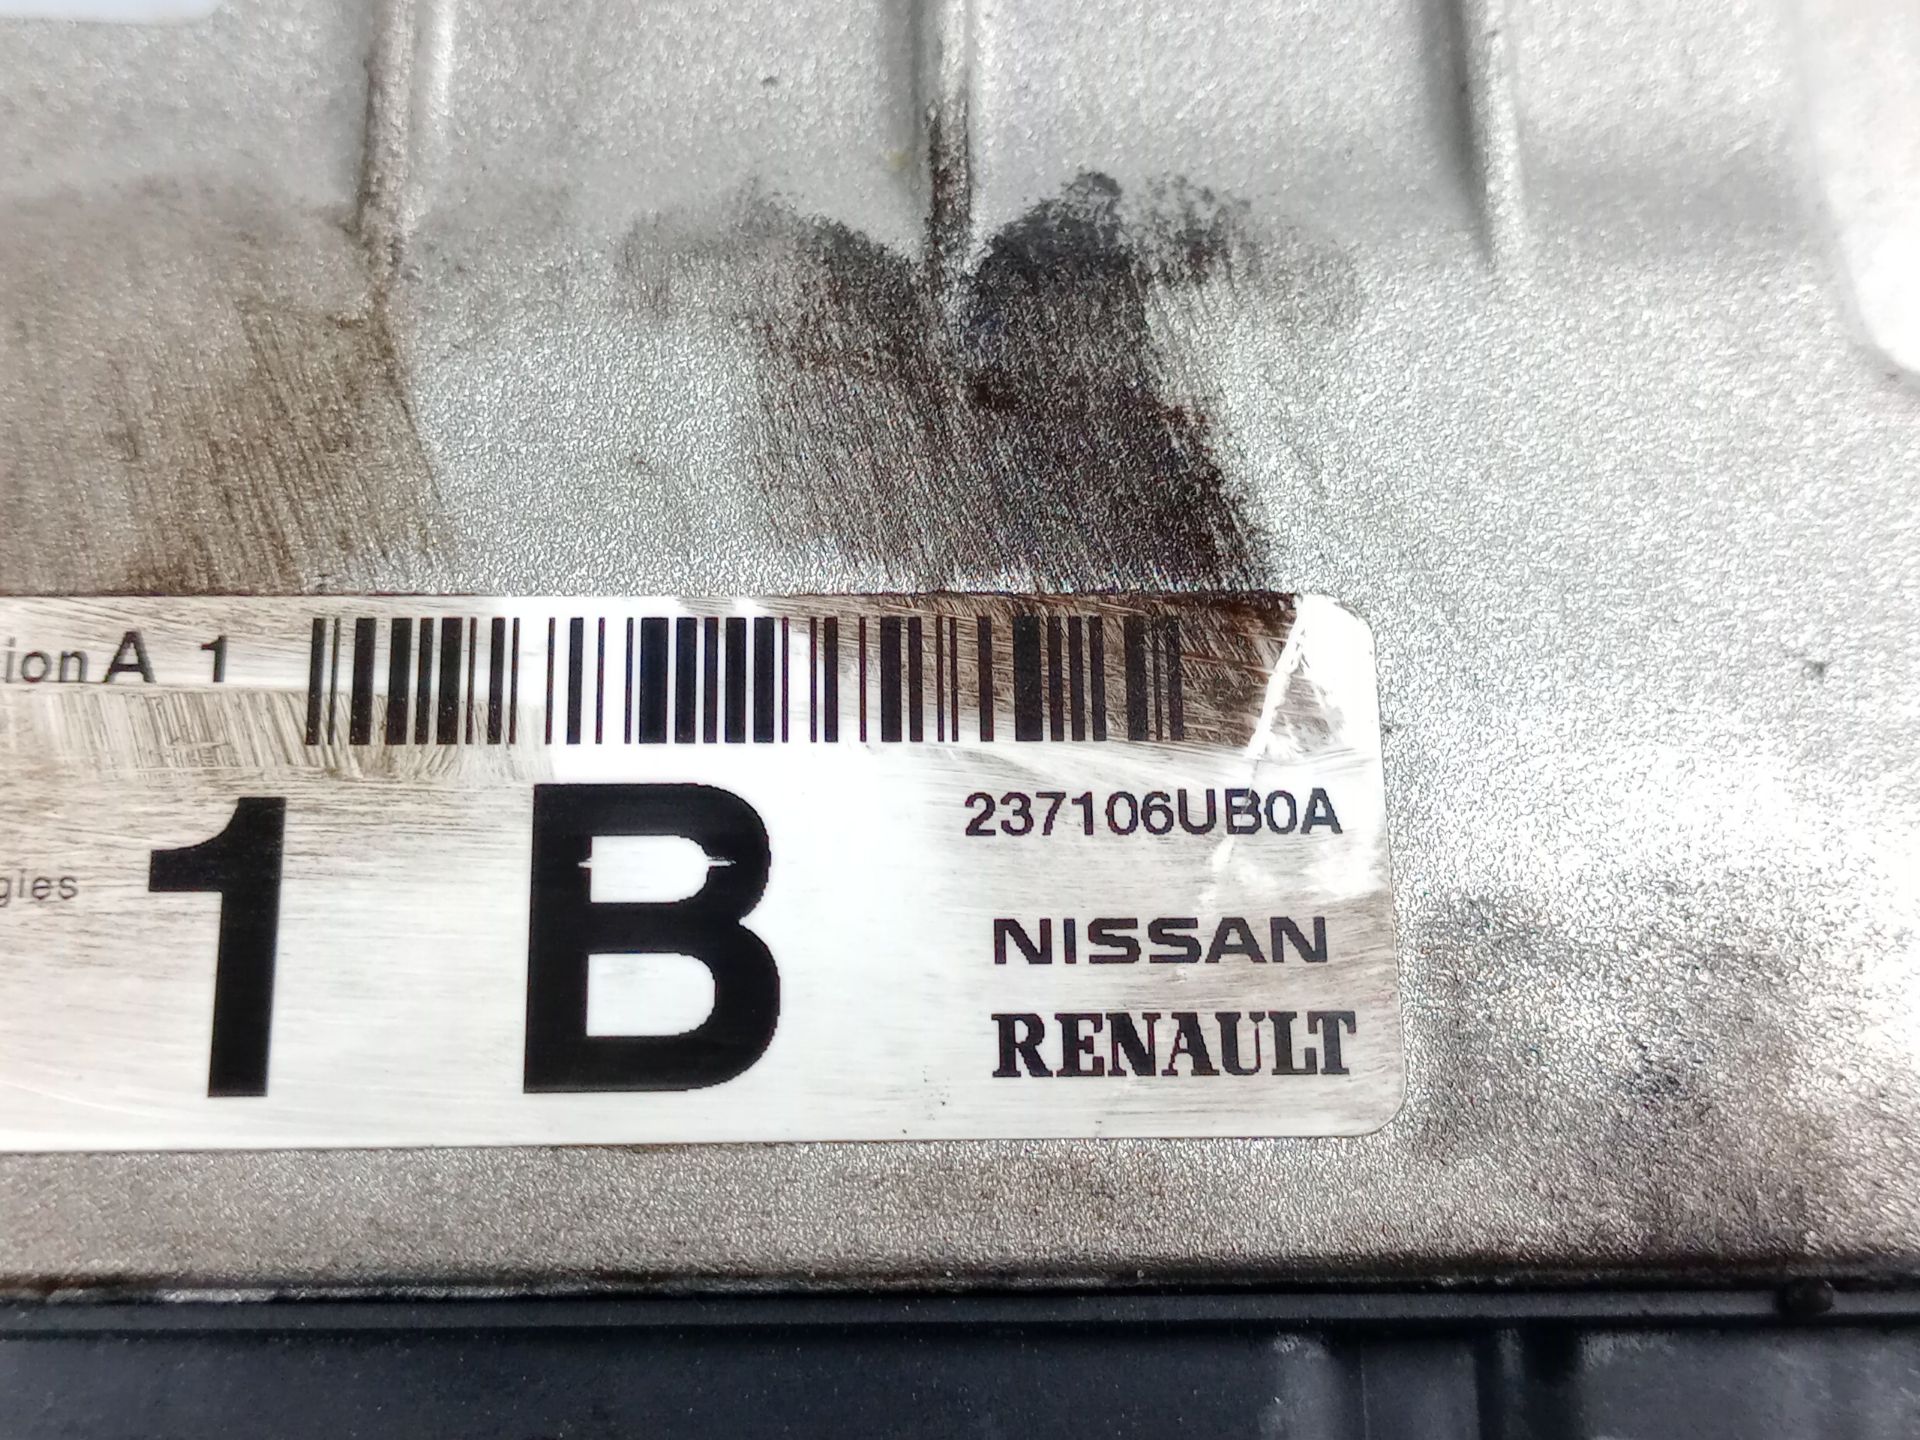 ion A 1
237106UB0A
gies
1 B
NISSAN
RENAULT